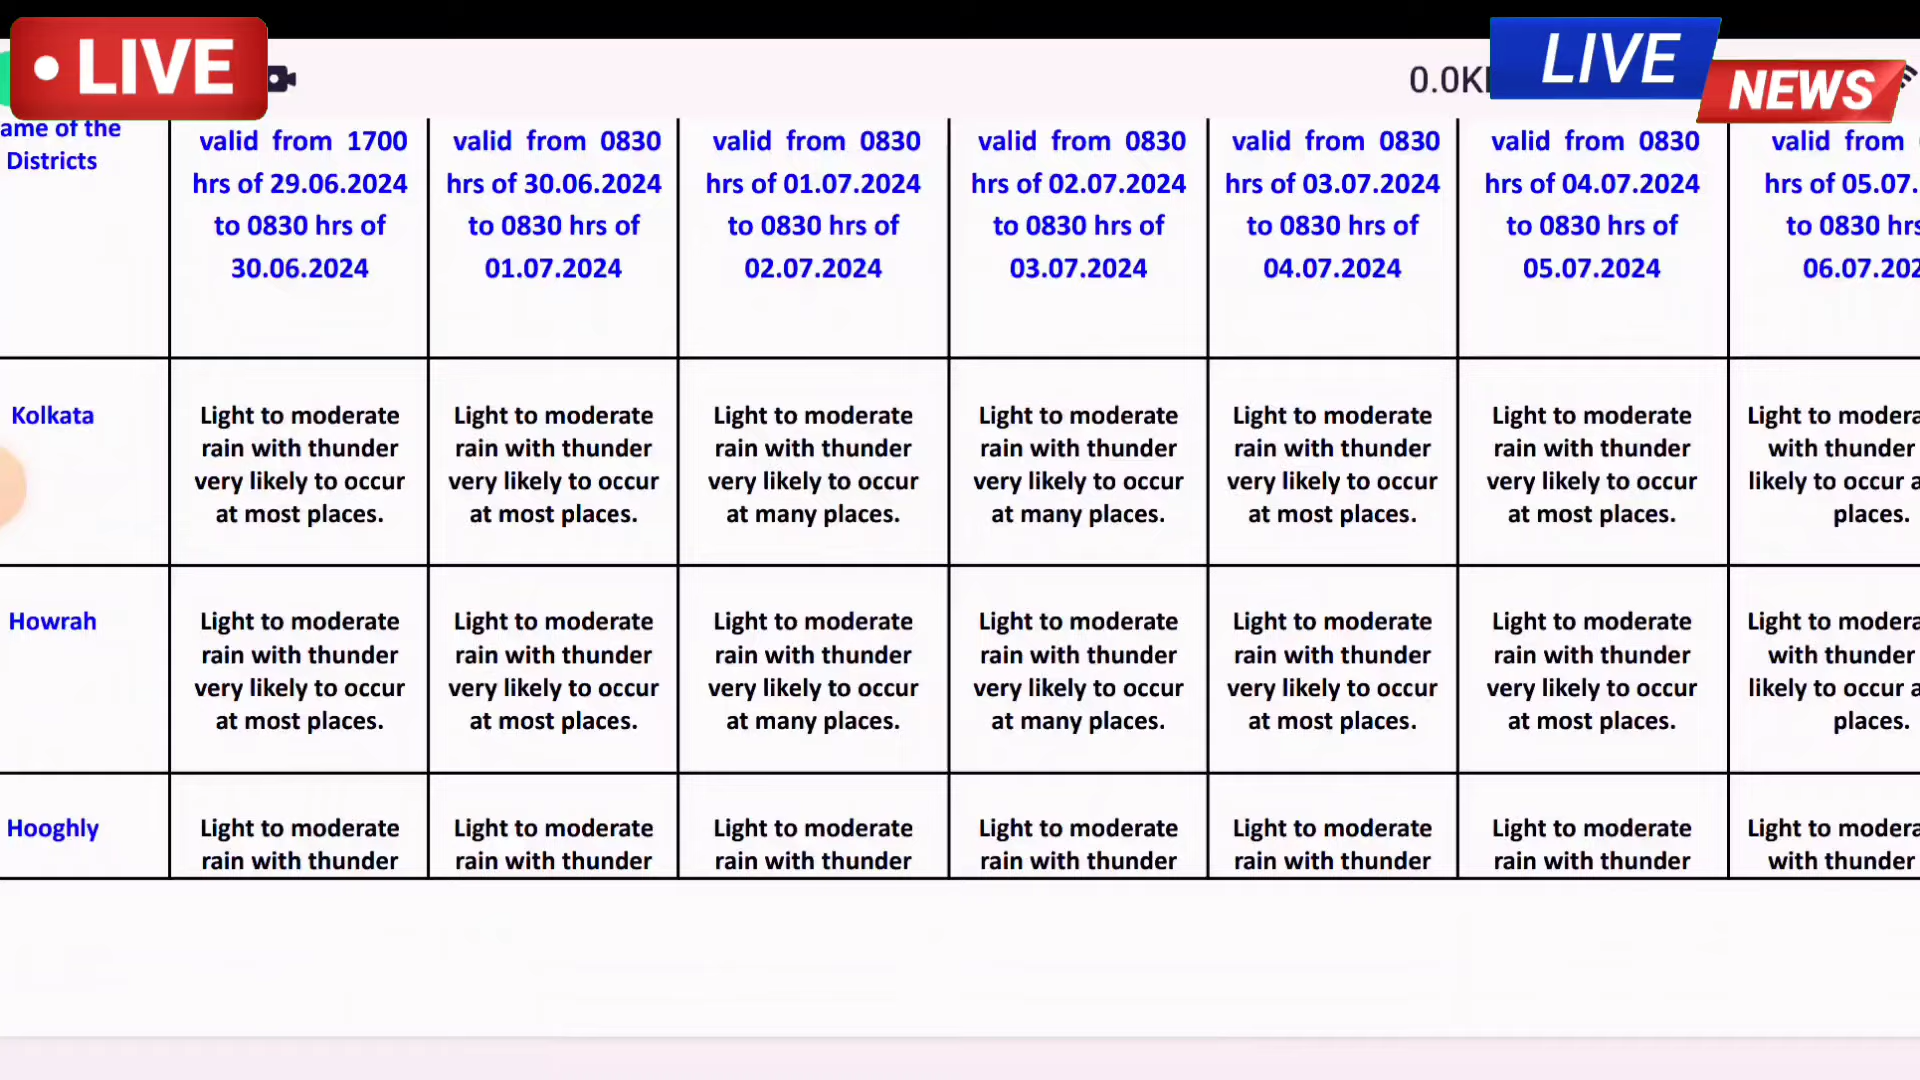 LIVE
0.0K
LIVE
NEWS
ame of the
Districts
valid from 1700
hrs of 29.06.2024
to 0830 hrs of
30.06.2024
valid from 0830
hrs of 30.06.2024
to 0830 hrs of
01.07.2024
valid from 0830
hrs of 01.07.2024
to 0830 hrs of
02.07.2024
valid from 0830
hrs of 02.07.2024
to 0830 hrs of
03.07.2024
valid from 0830
hrs of 03.07.2024
to 0830 hrs of
04.07.2024
valid from 0830
hrs of 04.07.2024
to 0830 hrs of
05.07.2024
valid from
hrs of 05.07.
to 0830 hrs
06.07.202
Kolkata
Light to moderate
rain with thunder
very likely to occur
at most places.
Light to moderate
rain with thunder
very likely to occur
at most places.
Light to moderate
rain with thunder
very likely to occur
at many places.
Light to moderate
rain with thunder
very likely to occur
at many places.
Light to moderate
rain with thunder
very likely to occur
at most places.
Light to moderate
rain with thunder
very likely to occur
at most places.
Light to modera
with thunder
likely to occur a
places.
Howrah
Light to moderate
rain with thunder
very likely to occur
at most places.
Light to moderate
rain with thunder
very likely to occur
at most places.
Light to moderate
rain with thunder
very likely to occur
at many places.
Light to moderate
rain with thunder
very likely to occur
at many places.
Light to moderate
rain with thunder
very likely to occur
at most places.
Light to moderate
rain with thunder
very likely to occur
at most places.
Light to modera
with thunder
likely to occur a
places.
Hooghly
Light to moderate
rain with thunder
Light to moderate
rain with thunder
Light to moderate
rain with thunder
Light to moderate
rain with thunder
Light to moderate
rain with thunder
Light to moderate
rain with thunder
Light to modera
with thunder